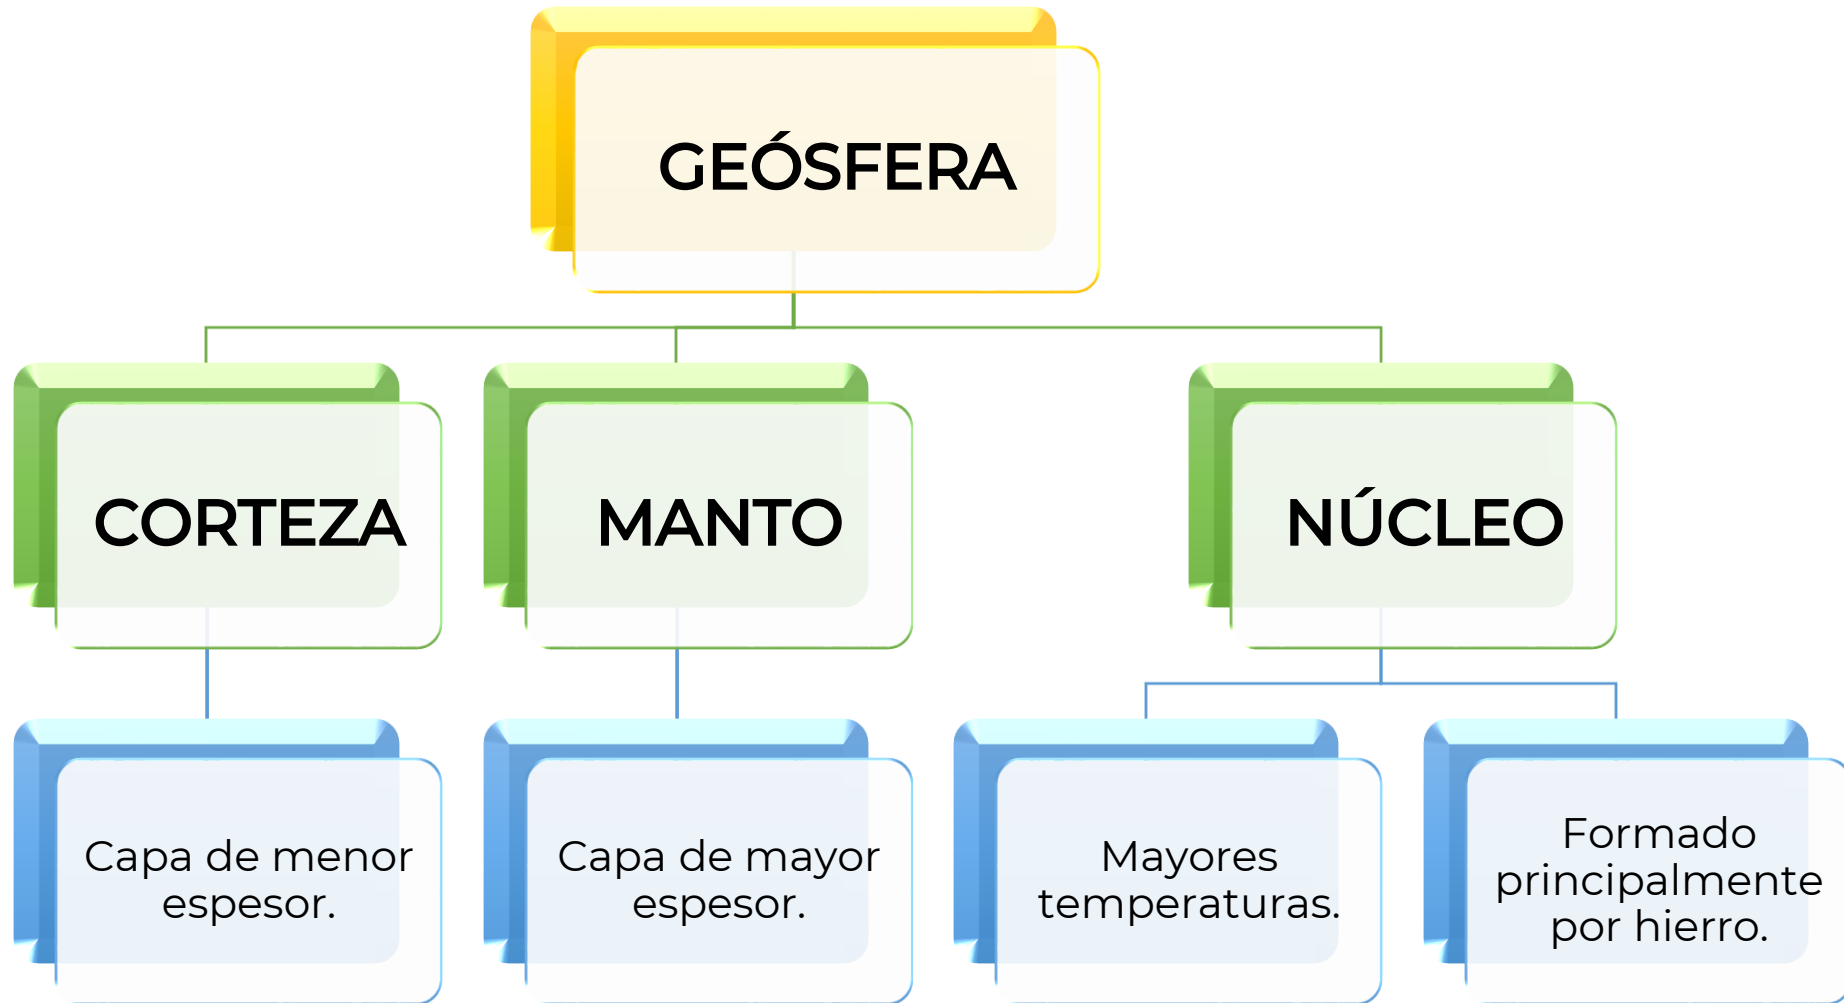 GEÓSFERA
CORTEZA
MANTO
NÚCLEO
Capa de menor
espesor.
Capa de mayor
espesor.
Mayores
temperaturas.
Formado
principalmente
por hierro.